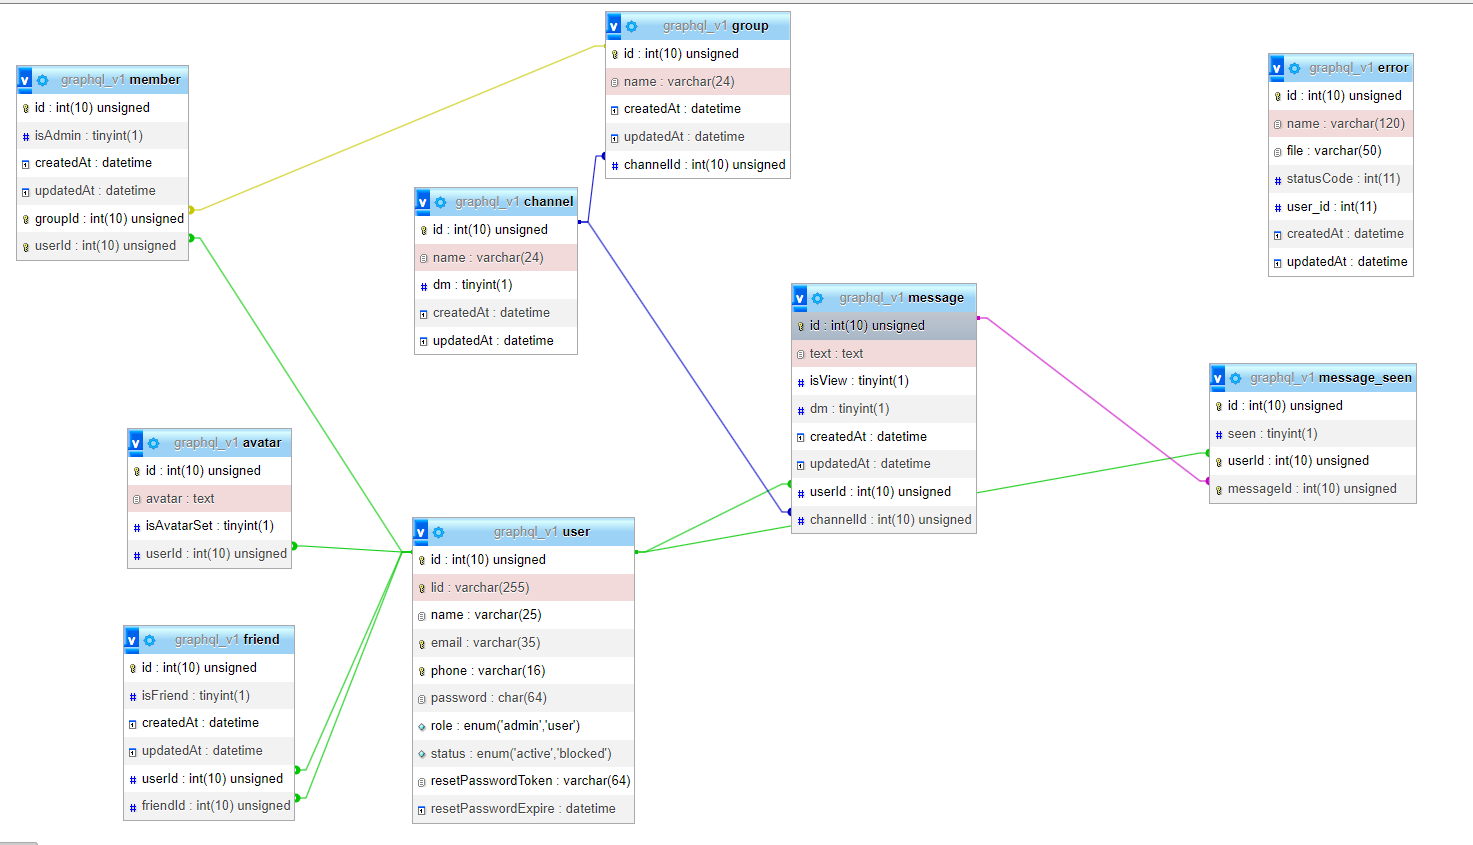 graphql_v1 group
id : int(10) unsigned
name : varchar(24)
createdAt : datetime
updatedAt : datetime
channelId : int(10) unsigned
graphql_v1 member
id : int(10) unsigned
isAdmin : tinyint(1)
createdAt : datetime
updatedAt : datetime
groupId : int(10) unsigned
userId : int(10) unsigned
graphql_v1 error
id : int(10) unsigned
name : varchar(120)
file : varchar(50)
statusCode : int(11)
user_id : int(11)
createdAt : datetime
updatedAt : datetime
graphql_v1 channel
id : int(10) unsigned
name : varchar(24)
dm : tinyint(1)
createdAt : datetime
updatedAt : datetime
graphql_v1 message
id : int(10) unsigned
text : text
isView : tinyint(1)
dm : tinyint(1)
createdAt : datetime
updatedAt : datetime
userId : int(10) unsigned
channelId : int(10) unsigned
graphql_v1 message_seen
id : int(10) unsigned
seen : tinyint(1)
userId : int(10) unsigned
messageId : int(10) unsigned
graphql_v1 avatar
id : int(10) unsigned
avatar : text
isAvatarSet : tinyint(1)
userId : int(10) unsigned
graphql_v1 user
id : int(10) unsigned
lid : varchar(255)
name : varchar(25)
email : varchar(35)
phone : varchar(16)
password : char(64)
role : enum('admin','user')
status : enum('active','blocked')
resetPasswordToken : varchar(64)
resetPasswordExpire : datetime
graphql_v1 friend
id : int(10) unsigned
isFriend : tinyint(1)
createdAt : datetime
updatedAt : datetime
userId : int(10) unsigned
friendId : int(10) unsigned